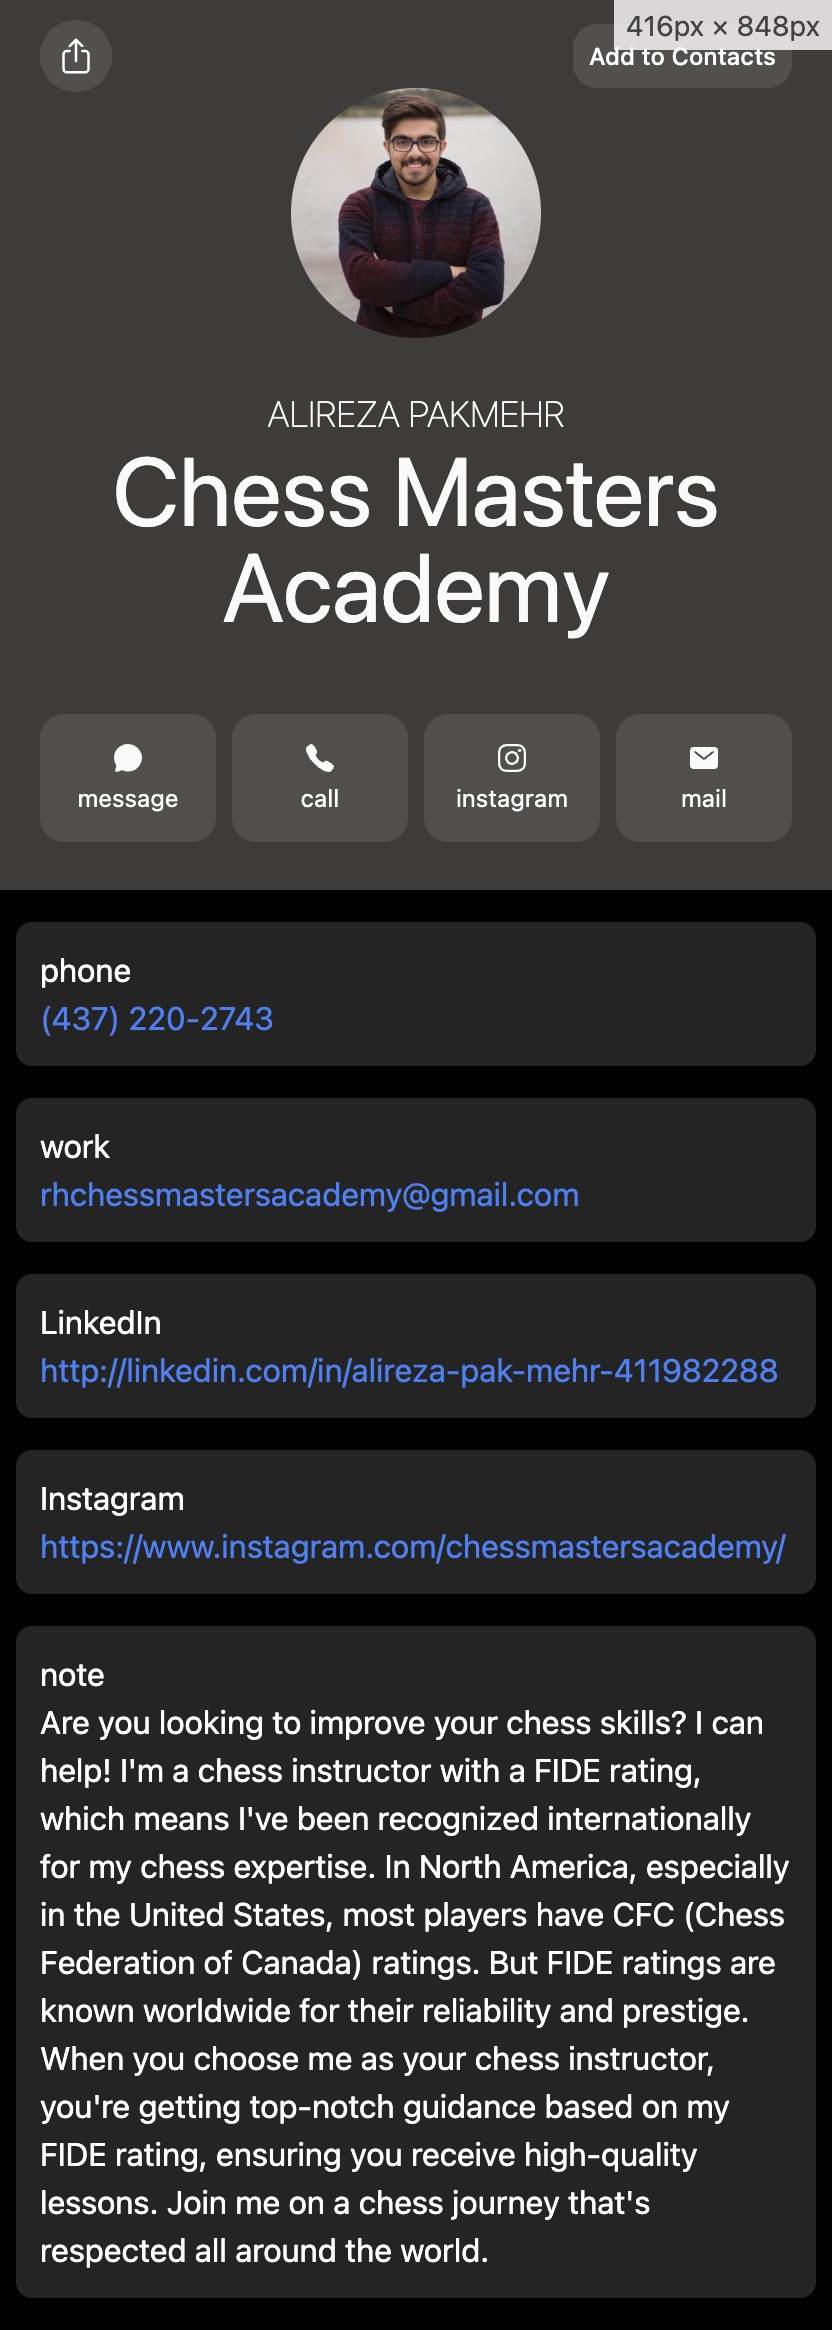 416px × 848px
Add to Contacts
ALIREZA PAKMEHR
Chess Masters
Academy
message
call
instagram
mail
phone
(437) 220-2743
work
rhchessmastersacademy@gmail.com
LinkedIn
http://linkedin.com/in/alireza-pak-mehr-411982288
Instagram
https://www.instagram.com/chessmastersacademy/
note
Are you looking to improve your chess skills? I can
help! I'm a chess instructor with a FIDE rating,
which means I've been recognized internationally
for my chess expertise. In North America, especially
in the United States, most players have CFC (Chess
Federation of Canada) ratings. But FIDE ratings are
known worldwide for their reliability and prestige.
When you choose me as your chess instructor,
you're getting top-notch guidance based on my
FIDE rating, ensuring you receive high-quality
lessons. Join me on a chess journey that's
respected all around the world.